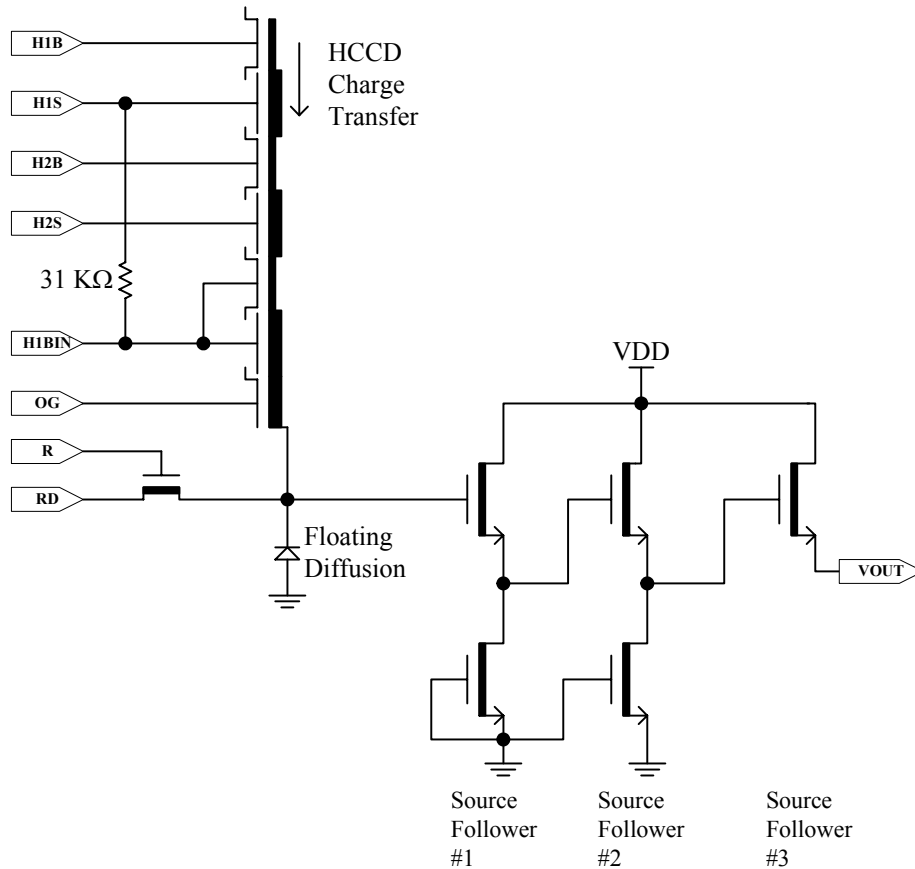 H1B
HCCD
Charge
Transfer
H1S
H2B
H2S
31 KΩ
H1BIN
VDD
OG
R
RD
Floating
Diffusion
VOUT
Source
Follower
#1
Source
Follower
#2
Source
Follower
#3